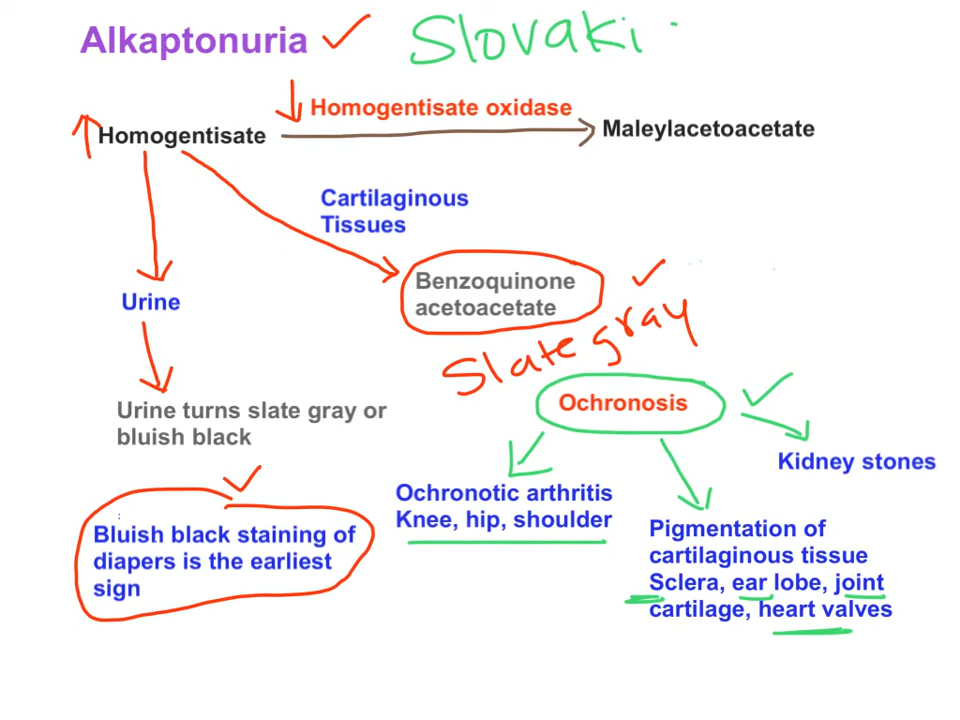 Alkaptonuria
Slovaki
Homogentisate oxidase
Homogentisate
Maleylacetoacetate
Cartilaginous
Tissues
Benzoquinone
acetoacetate
Urine
Slate gray
Urine turns slate gray or
bluish black
Ochronosis
Kidney stones
Ochronotic arthritis
Knee, hip, shoulder
Pigmentation of
cartilaginous tissue
Sclera, ear lobe, joint
cartilage, heart valves
Bluish black staining of
diapers is the earliest
sign